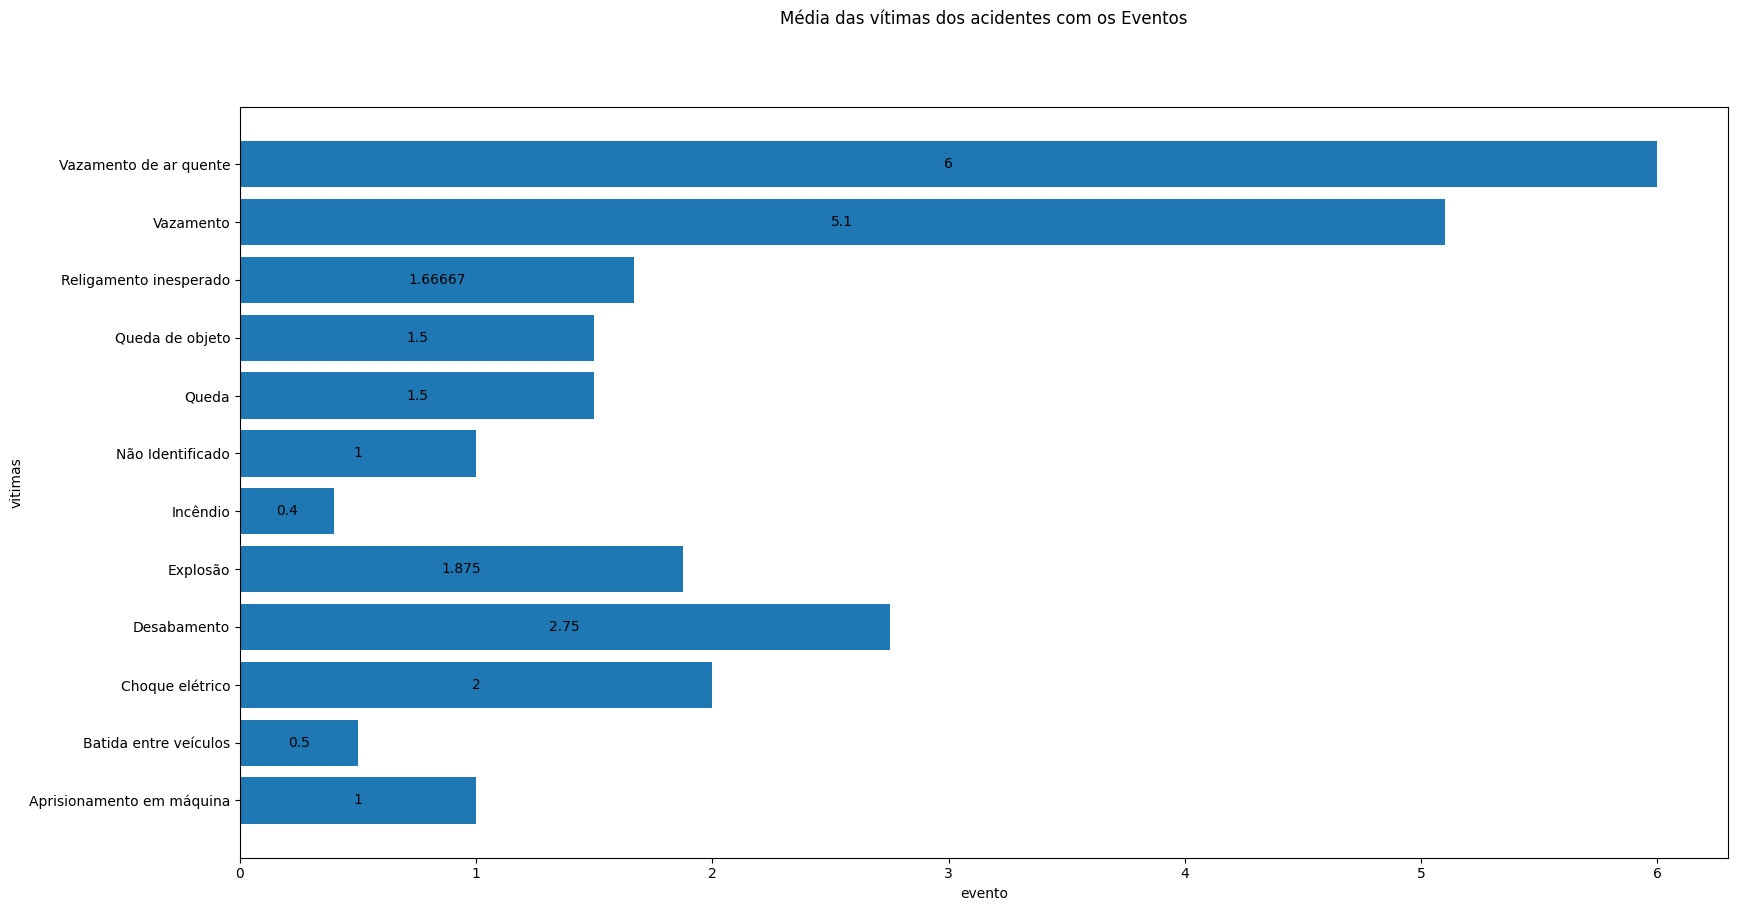 Média das vítimas dos acidentes com os Eventos
Vazamento de ar quente 6
Vazamento 5.1
Religamento inesperado 1.66667
Queda de objeto 1.5
Queda 1.5
Não Identificado 1
Incêndio 0.4
Explosão 1.875
Desabamento 2.75
Choque elétrico 2
Batida entre veículos 0.5
Aprisionamento em máquina 1
vitimas
0 1 2 3 4 5 6
evento